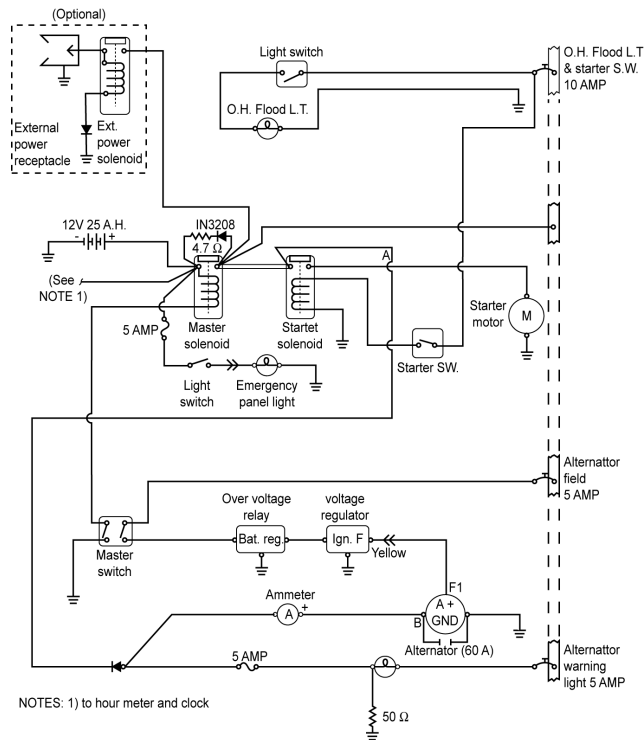 (Optional)
External
power
receptacle
Ext.
power
solenoid
Light switch
O.H. Flood L.T.
O.H. Flood L.T
& starter S.W.
10 AMP
12V 25 A.H.
- +
IN3208
4.7 Ω
(See
NOTE 1)
5 AMP
Master
solenoid
Startet
solenoid
A
Starter
motor
M
Starter SW.
Light
switch
Emergency
panel light
Alternattor
field
5 AMP
Over voltage
relay
voltage
regulator
Bat. reg.
Ign. F
Yellow
Master
switch
F1
Ammeter
A
+
A +
GND
B
Alternator (60 A)
5 AMP
Alternattor
warning
light 5 AMP
50 Ω
NOTES: 1) to hour meter and clock